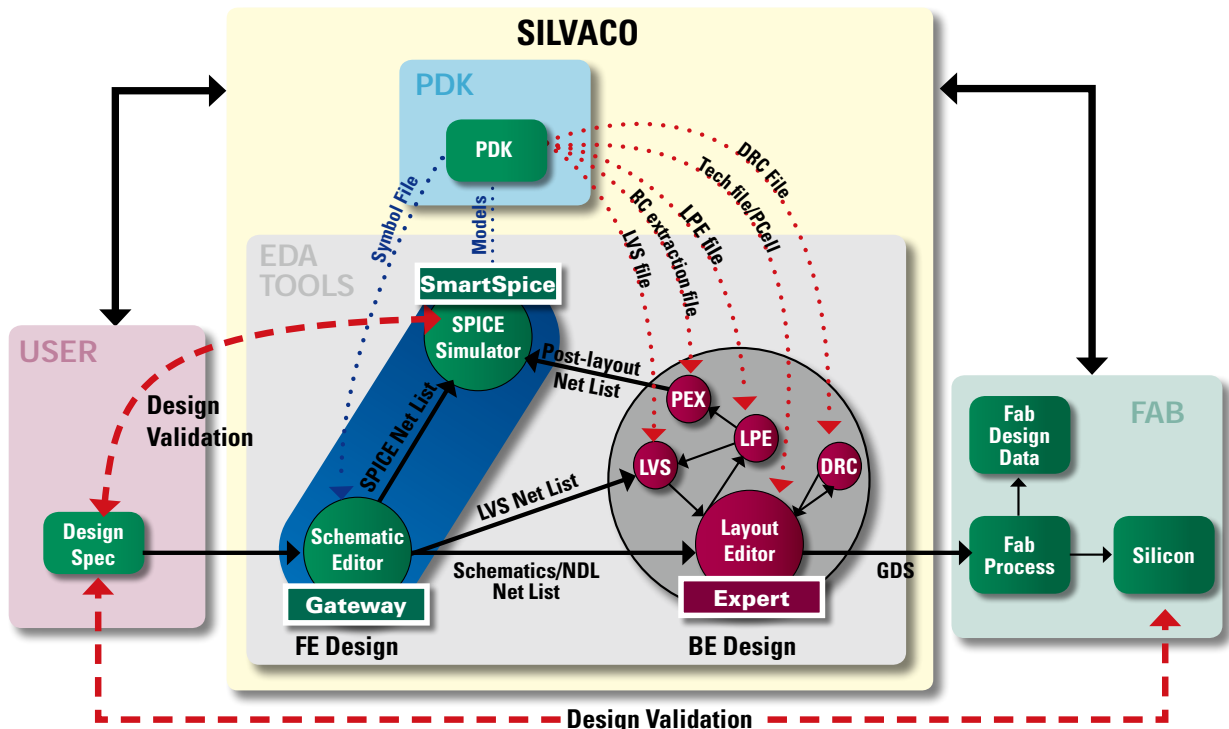 SILVACO
PDK
PDK
Symbol File
Models
LVS file
BC extraction file
LPE file
Tech file/PCell
DRC File
EDA
TOOLS
SmartSpice
SPICE
Simulator
USER
Design
Validation
SPICE Net List
Post-layout
Net List
PEX
LPE
LVS
DRC
LVS Net List
Design
Spec
Schematic
Editor
Gateway
FE Design
Schematics/NDL
Net List
Layout
Editor
Expert
BE Design
GDS
FAB
Fab
Design
Data
Fab
Process
Silicon
Design Validation